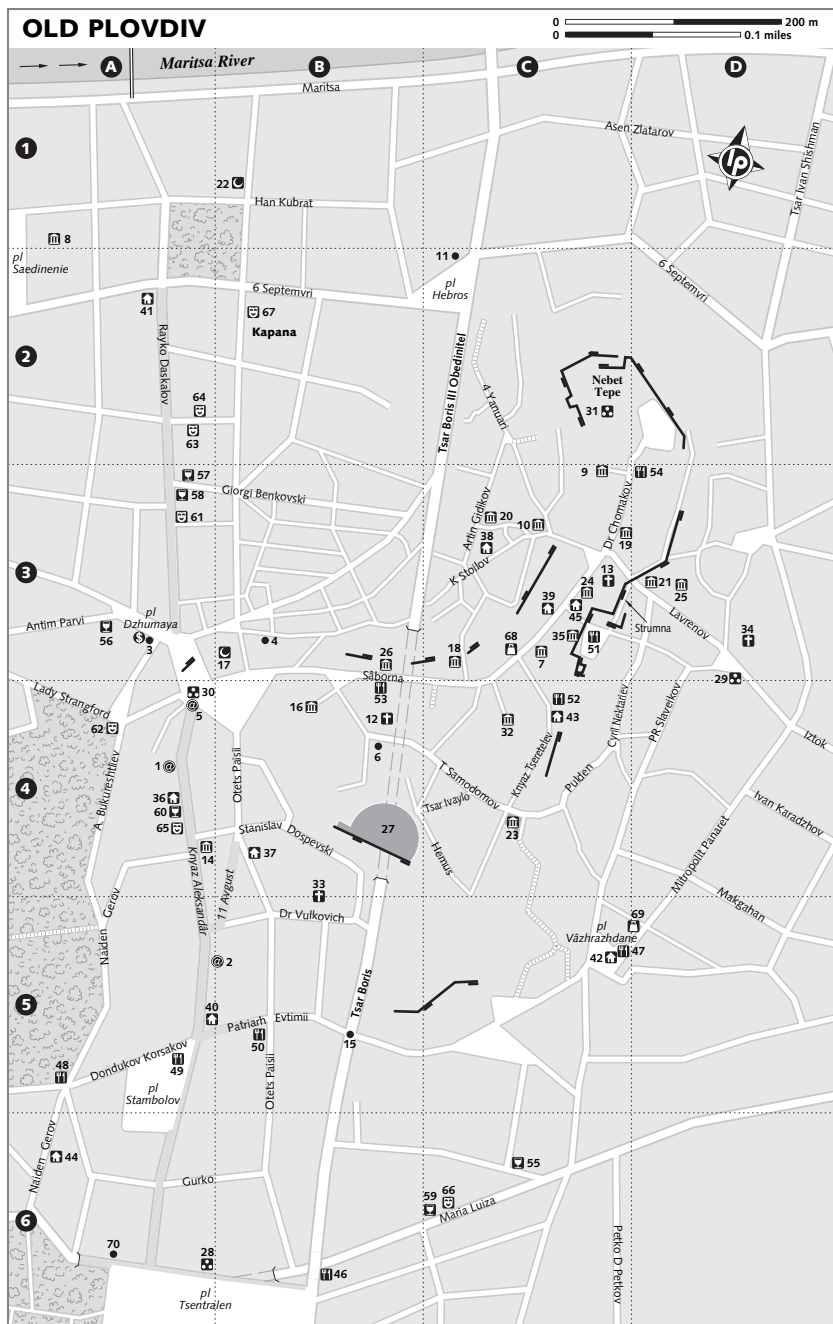 OLD PLOVDIV
0 200 m
0 0.1 miles
A
B
C
D
Maritsa River
Maritsa
1
Asen Zlatarov
lp
Tsar Ivan Shishman
22
Han Kubrat
8
pl
Saedinenie
11
pl
Hebros
6 Septemvri
6 Septemvri
41
67
Kapana
2
Rayko Daskalov
Tsar Boris III Obedinitel
4 Yanuari
Nebet
Tepe
31
64
63
57
58
Giorgi Benkovski
61
9
54
Dr Chomakov
Artin Gidikov
20
10
19
38
3
K Stoilov
13
24
21
25
39
45
Strumna
Lavrenov
34
Antim Parvi
pl
Dzhumaya
56
$
3
4
17
26
18
68
7
35
51
29
Sâborna
53
30
@
5
Lady Strangford
62
16
12
6
52
43
32
Cyril Nektariev
PR Slaveikov
Iztok
4
1 @
A Bukureshtliev
Otets Paisii
T Samodomov
Knyaz Tseretelev
Pulden
36
60
65
Tsar Ivaylo
23
Ivan Karadzhov
27
Stanislav Dospevski
14
37
Hemus
Mitropolit Panaret
Knyaz Aleksandâr
11 Avgust
33
Makgahan
Dr Vulkovich
Naiden Gerov
69
pl
Vâzhrazhdane
42
47
@ 2
5
Tsar Boris
40
Patriarh Evtimii
50
15
Dondukov Korsakov
48
49
pl
Stambolov
Otets Paisii
Naiden Gerov
44
55
Gurko
59
66
Maria Luiza
6
Petko D Petkov
70
28
46
pl
Tsentralen